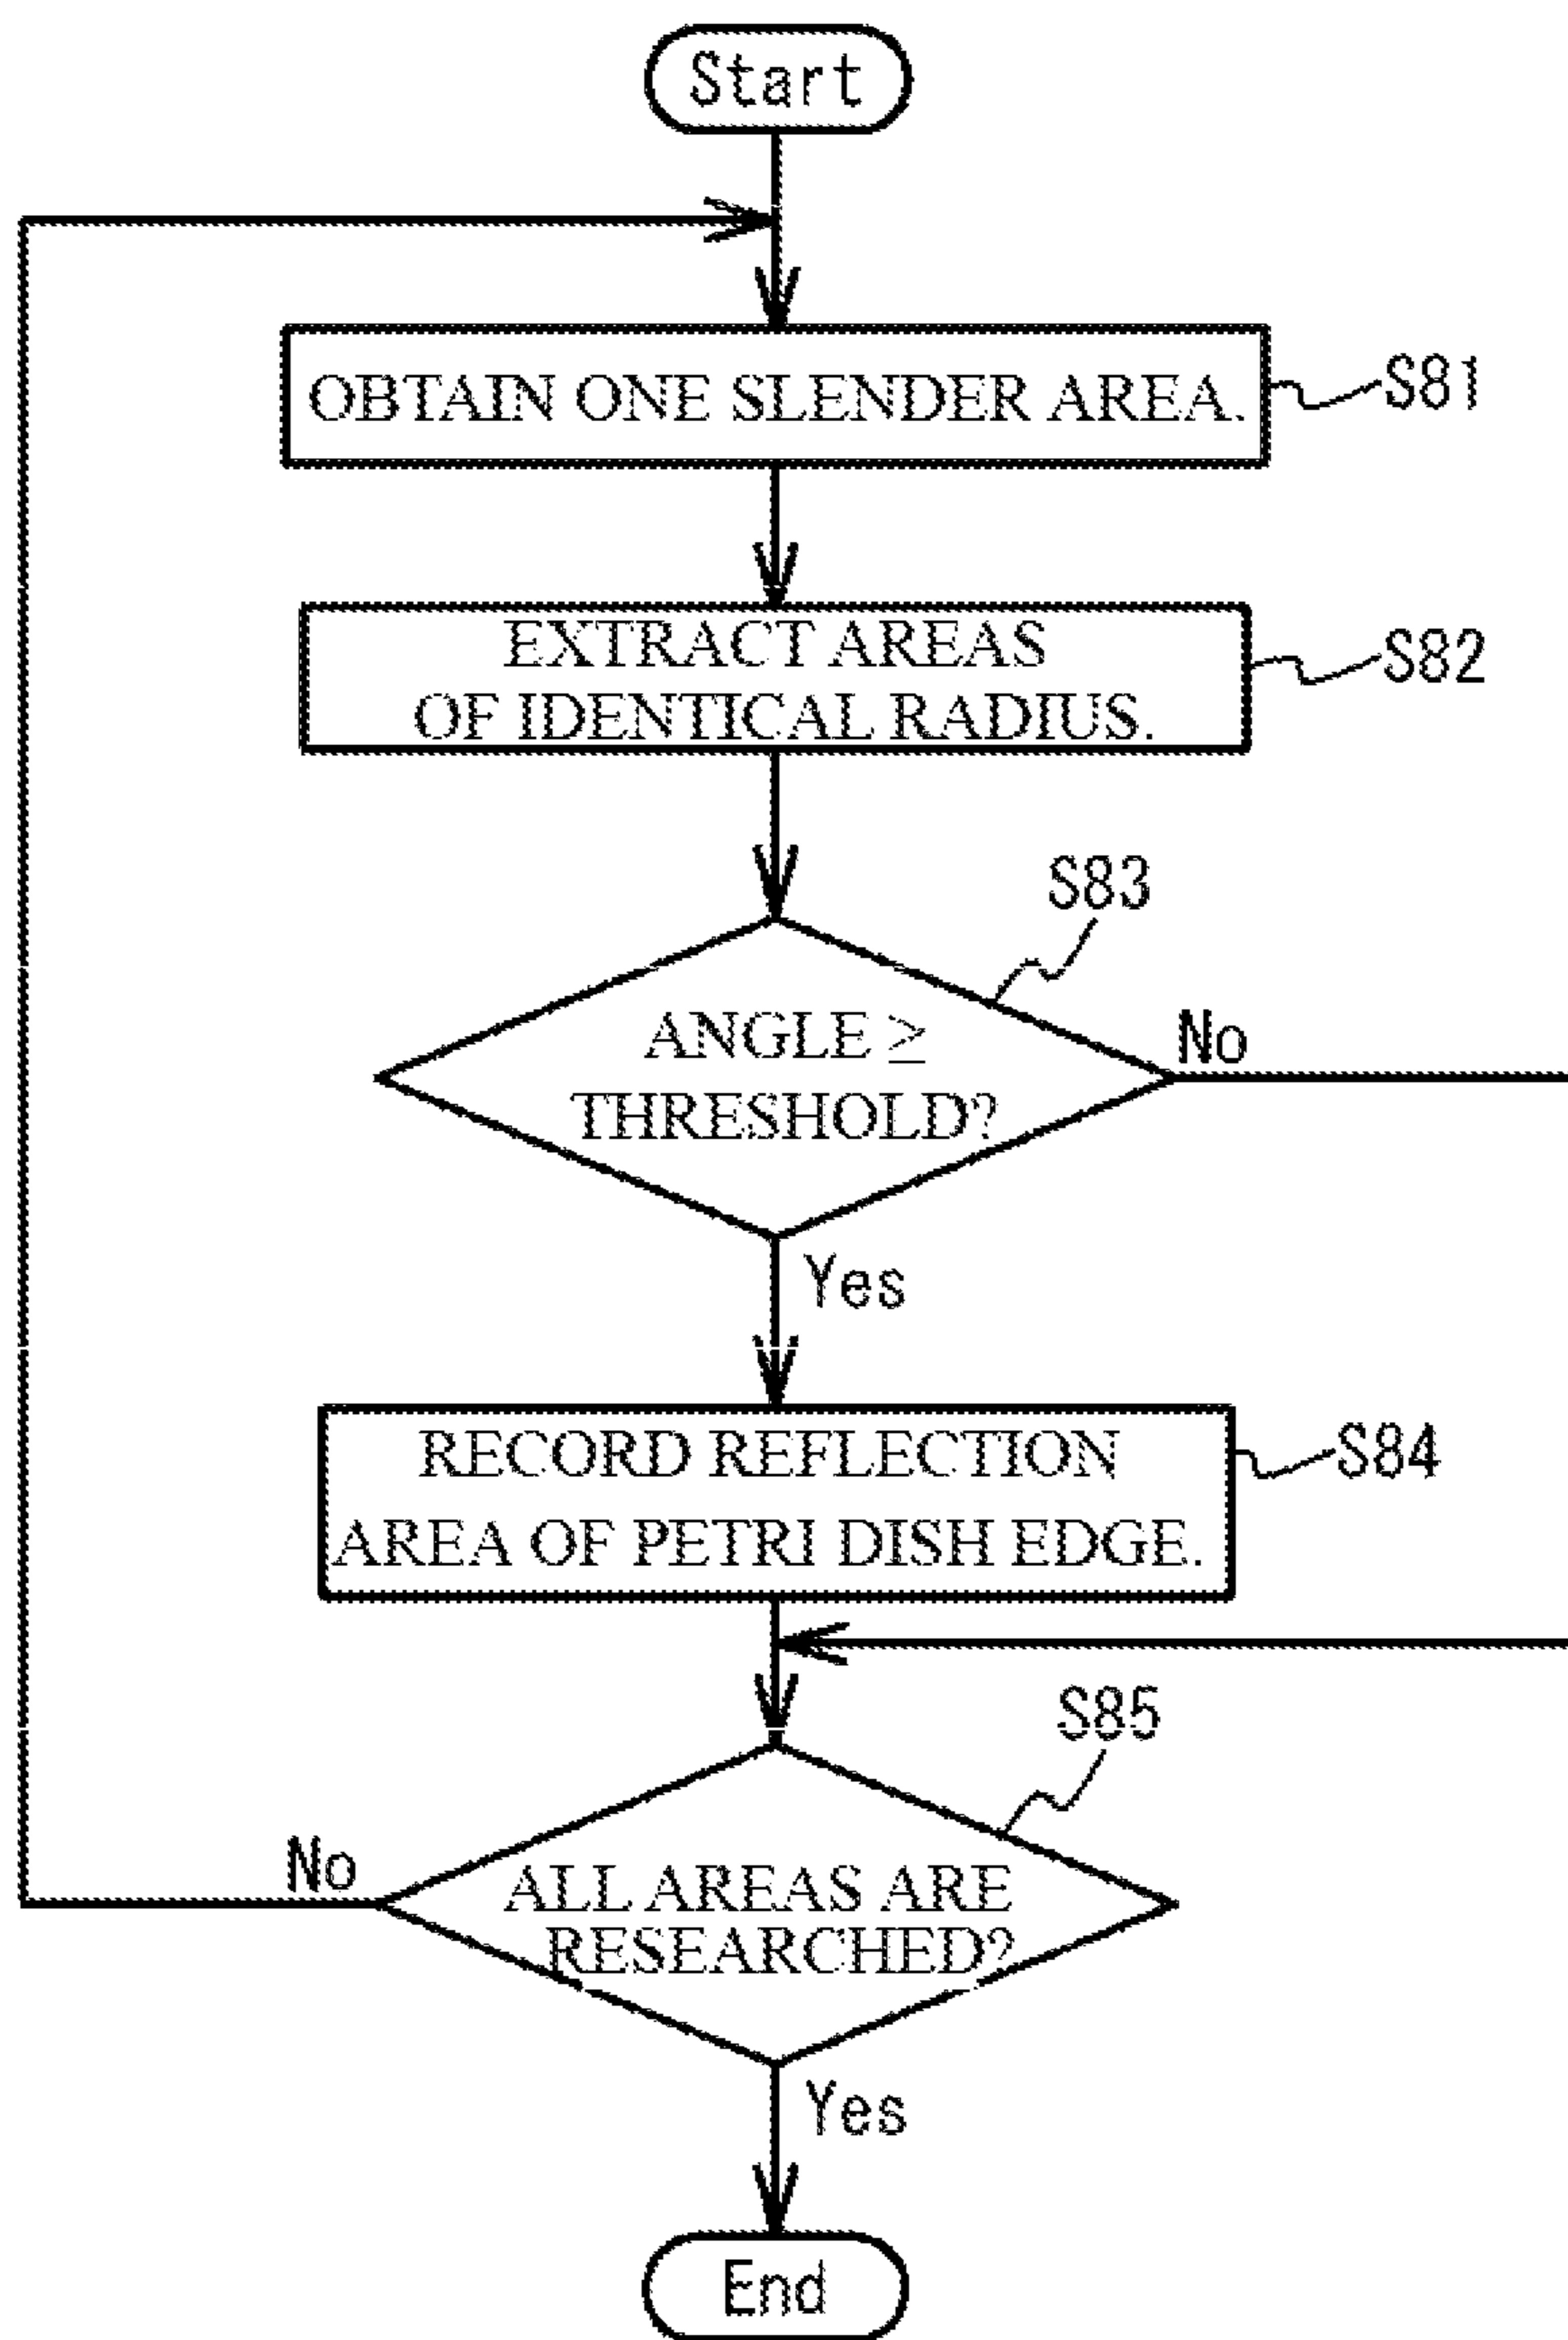 Start
OBTAIN ONE SLENDER AREA.
S81
EXTRACT AREAS
OF IDENTICAL RADIUS.
S82
S83
ANGLE ≥
THRESHOLD?
No
Yes
RECORD REFLECTION
AREA OF PETRI DISH EDGE.
S84
S85
No
ALL AREAS ARE
RESEARCHED?
Yes
End